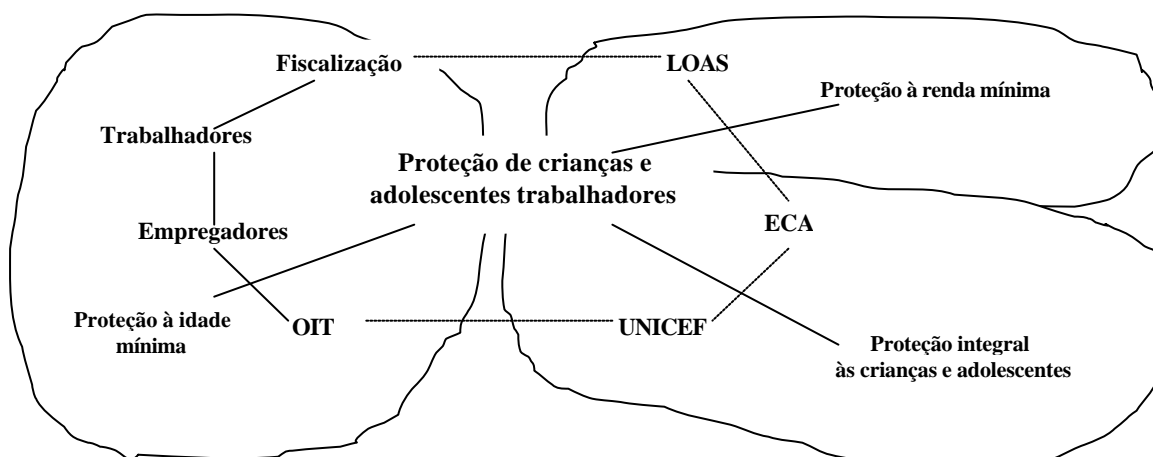 Fiscalização
LOAS
Proteção à renda mínima
Trabalhadores
Proteção de crianças e
adolescentes trabalhadores
Empregadores
ECA
Proteção à idade
mínima
OIT
UNICEF
Proteção integral
às crianças e adolescentes